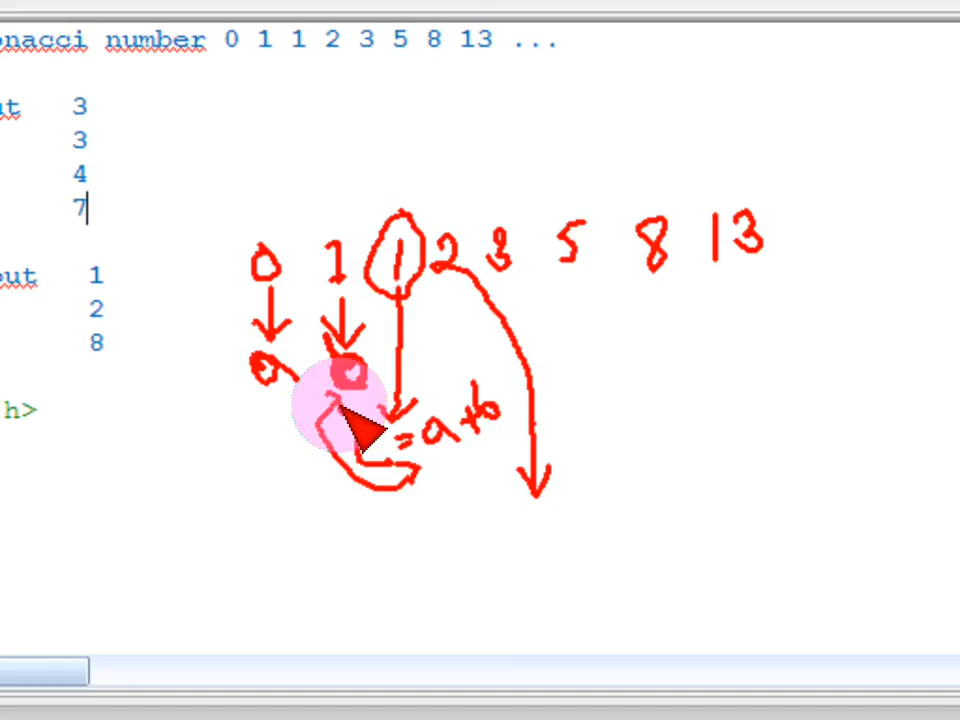 onacci number 0 1 1 2 3 5 8 13 ...
ut 3
3
4
7
0 1 1 2 3 5 8 13
out 1
2
8
a
= a + b
h>